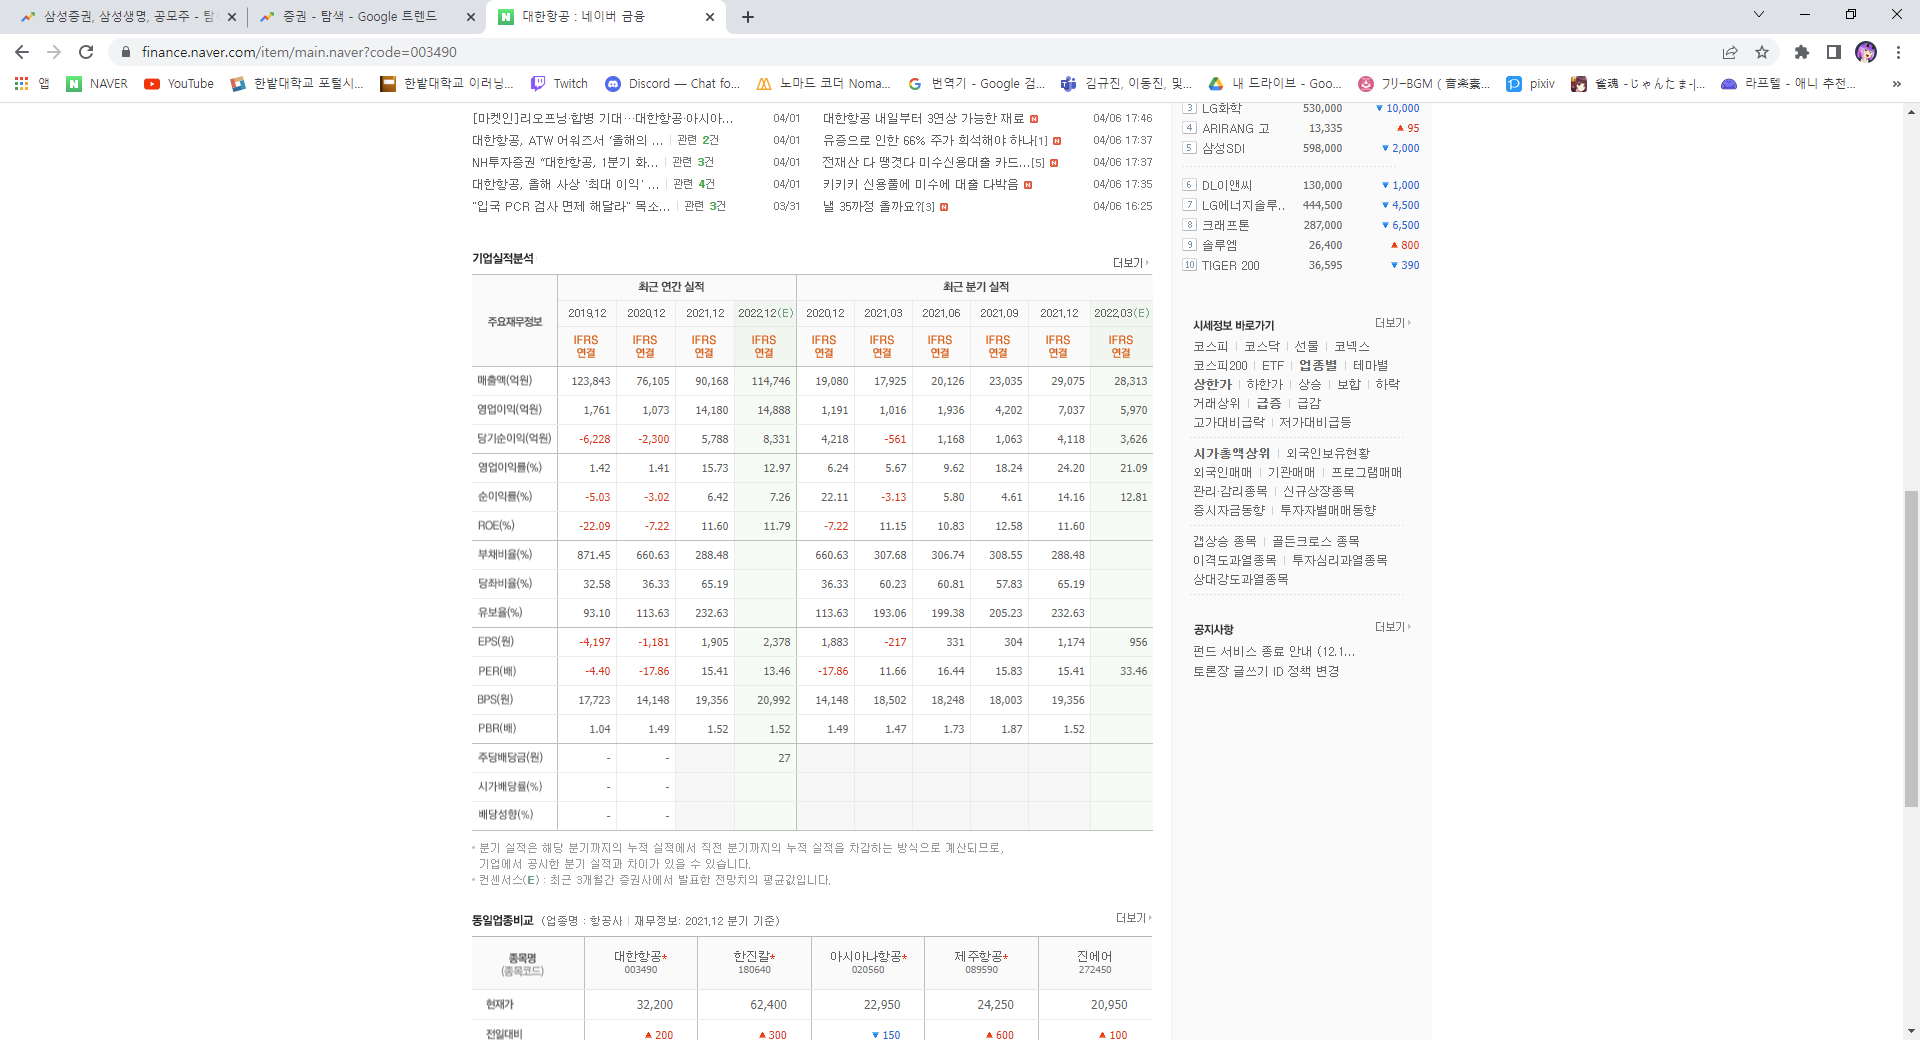 삼성증권, 삼성생명, 공모주 - 탐
증권 - 탐색 - Google 트렌드
대한항공 : 네이버 금융
finance.naver.com/item/main.naver?code=003490
앱 NAVER YouTube 한밭대학교 포털시... 한밭대학교 이러닝... Twitch Discord — Chat fo... 노마드 코더 Noma... 번역기 - Google 검... 김규진, 이동진, 및... 내 드라이브 - Goo... フリーBGM ( 音楽素... pixiv 雀魂 -じゃんたま-|... 라프텔 - 애니 추천... »
[마켓인]리오프닝·합병 기대…대한항공·아시아... 04/01
대한항공, ATW 어워즈서 '올해의 ... 관련 2건 04/01
NH투자증권 "대한항공, 1분기 화... 관련 3건 04/01
대한항공, 올해 사상 '최대 이익' ... 관련 4건 04/01
"입국 PCR 검사 면제 해달라" 목소... 관련 3건 03/31
대한항공 내일부터 3연상 가능한 재료 N 04/06 17:46
유증으로 인한 66% 주가 희석해야 하나[1] N 04/06 17:37
전재산 다 땡겻다 미수신용대출 카드...[5] N 04/06 17:37
키키키 신용풀에 미수에 대출 다박음 N 04/06 17:35
낼 35까정 올까요?[3] N 04/06 16:25
기업실적분석 더보기
주요재무정보 최근 연간 실적 최근 분기 실적
2019.12 2020.12 2021.12 2022.12(E) 2020.12 2021.03 2021.06 2021.09 2021.12 2022.03(E)
IFRS IFRS IFRS IFRS IFRS IFRS IFRS IFRS IFRS IFRS
연결 연결 연결 연결 연결 연결 연결 연결 연결 연결
매출액(억원) 123,843 76,105 90,168 114,746 19,080 17,925 20,126 23,035 29,075 28,313
영업이익(억원) 1,761 1,073 14,180 14,888 1,191 1,016 1,936 4,202 7,037 5,970
당기순이익(억원) -6,228 -2,300 5,788 8,331 4,218 -561 1,168 1,063 4,118 3,626
영업이익률(%) 1.42 1.41 15.73 12.97 6.24 5.67 9.62 18.24 24.20 21.09
순이익률(%) -5.03 -3.02 6.42 7.26 22.11 -3.13 5.80 4.61 14.16 12.81
ROE(%) -22.09 -7.22 11.60 11.79 -7.22 11.15 10.83 12.58 11.60
부채비율(%) 871.45 660.63 288.48 660.63 307.68 306.74 308.55 288.48
당좌비율(%) 32.58 36.33 65.19 36.33 60.23 60.81 57.83 65.19
유보율(%) 93.10 113.63 232.63 113.63 193.06 199.38 205.23 232.63
EPS(원) -4,197 -1,181 1,905 2,378 1,883 -217 331 304 1,174 956
PER(배) -4.40 -17.86 15.41 13.46 -17.86 11.66 16.44 15.83 15.41 33.46
BPS(원) 17,723 14,148 19,356 20,992 14,148 18,502 18,248 18,003 19,356
PBR(배) 1.04 1.49 1.52 1.52 1.49 1.47 1.73 1.87 1.52
주당배당금(원) - - 27
시가배당률(%) - -
배당성향(%) - -
* 분기 실적은 해당 분기까지의 누적 실적에서 직전 분기까지의 누적 실적을 차감하는 방식으로 계산되므로,
기업에서 공시한 분기 실적과 차이가 있을 수 있습니다.
* 컨센서스(E) : 최근 3개월간 증권사에서 발표한 전망치의 평균값입니다.
동일업종비교 (업종명 : 항공사 | 재무정보: 2021.12 분기 기준) 더보기
종목명 대한항공* 한진칼* 아시아나항공* 제주항공* 진에어
(종목코드) 003490 180640 020560 089590 272450
현재가 32,200 62,400 22,950 24,250 20,950
전일대비 ▲ 200 ▲ 300 ▼ 150 ▲ 600 ▲ 100
3 LG화학 530,000 ▼ 10,000
4 ARIRANG 고 13,335 ▲ 95
5 삼성SDI 598,000 ▼ 2,000
6 DL이앤씨 130,000 ▼ 1,000
7 LG에너지솔루.. 444,500 ▼ 4,500
8 크래프톤 287,000 ▼ 6,500
9 솔루엠 26,400 ▲ 800
10 TIGER 200 36,595 ▼ 390
시세정보 바로가기 더보기
코스피 | 코스닥 | 선물 | 코넥스
코스피200 | ETF | 업종별 | 테마별
상한가 | 하한가 | 상승 | 보합 | 하락
거래상위 | 급증 | 급감
고가대비급락 | 저가대비급등
시가총액상위 | 외국인보유현황
외국인매매 | 기관매매 | 프로그램매매
관리·감리종목 | 신규상장종목
증시자금동향 | 투자자별매매동향
갭상승 종목 | 골든크로스 종목
이격도과열종목 | 투자심리과열종목
상대강도과열종목
공지사항 더보기
펀드 서비스 종료 안내 (12.1...
토론장 글쓰기 ID 정책 변경